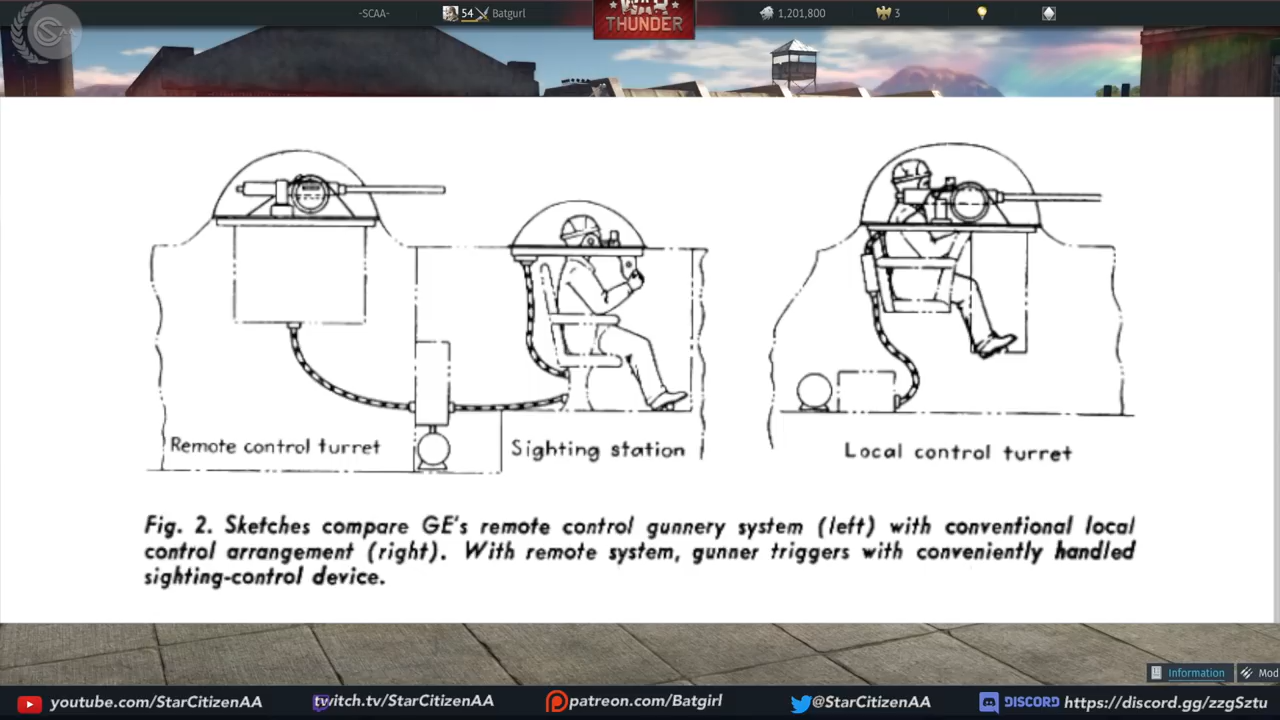 -SCAA-
54 Batgurl
WAR
THUNDER
1,201,800
3
Remote control turret
Sighting station
Local control turret
Fig. 2. Sketches compare GE's remote control gunnery system (left) with conventional local
control arrangement (right). With remote system, gunner triggers with conveniently handled
sighting-control device.
Information
Mod
youtube.com/StarCitizenAA
twitch.tv/StarCitizenAA
patreon.com/Batgirl
@StarCitizenAA
DISCORD https://discord.gg/zzgSztu